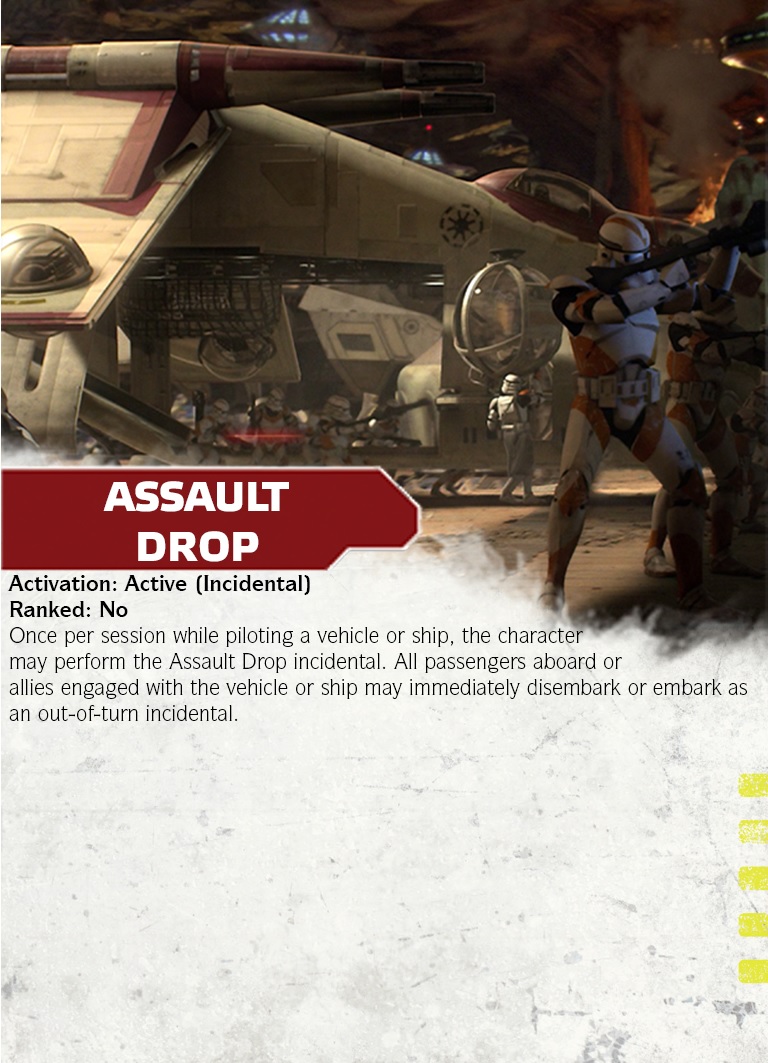 ASSAULT
DROP
Activation: Active (Incidental)
Ranked: No
Once per session while piloting a vehicle or ship, the character
may perform the Assault Drop incidental. All passengers aboard or
allies engaged with the vehicle or ship may immediately disembark or embark as
an out-of-turn incidental.